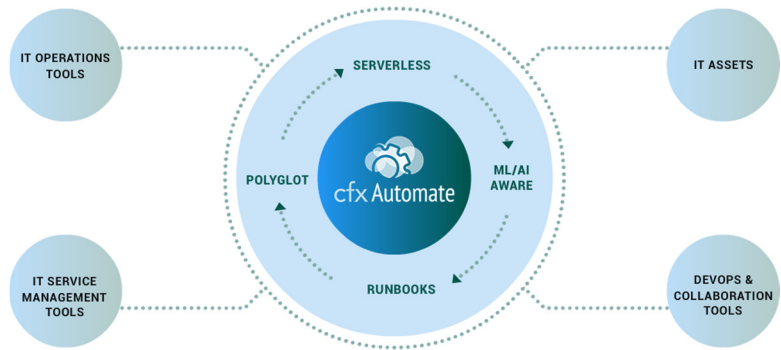 IT OPERATIONS
TOOLS
SERVERLESS
IT ASSETS
POLYGLOT
cfx Automate
ML/AI
AWARE
RUNBOOKS
IT SERVICE
MANAGEMENT
TOOLS
DEVOPS &
COLLABORATION
TOOLS